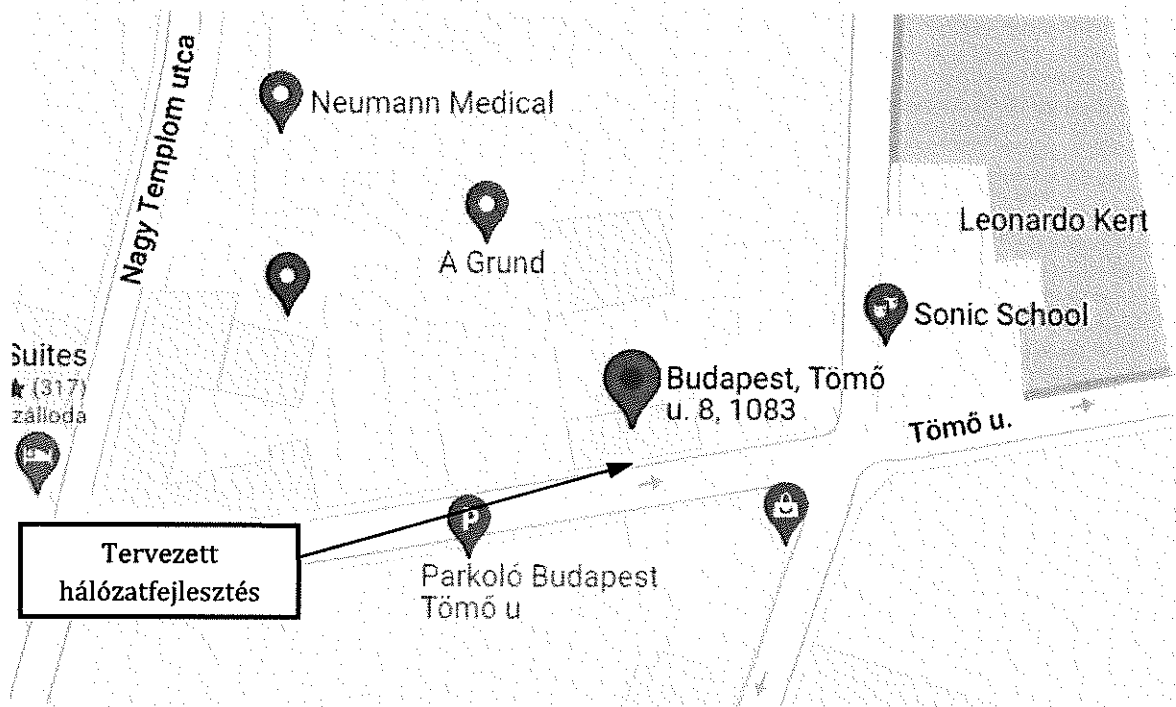 Nagy Templom utca
Neumann Medical
A Grund
Leonardo Kert
Sonic School
Suites
(317)
zálloda
Budapest, Tömő
u. 8, 1083
Tömő u.
P
Tervezett
hálózatfejlesztés
Parkoló Budapest
Tömő u